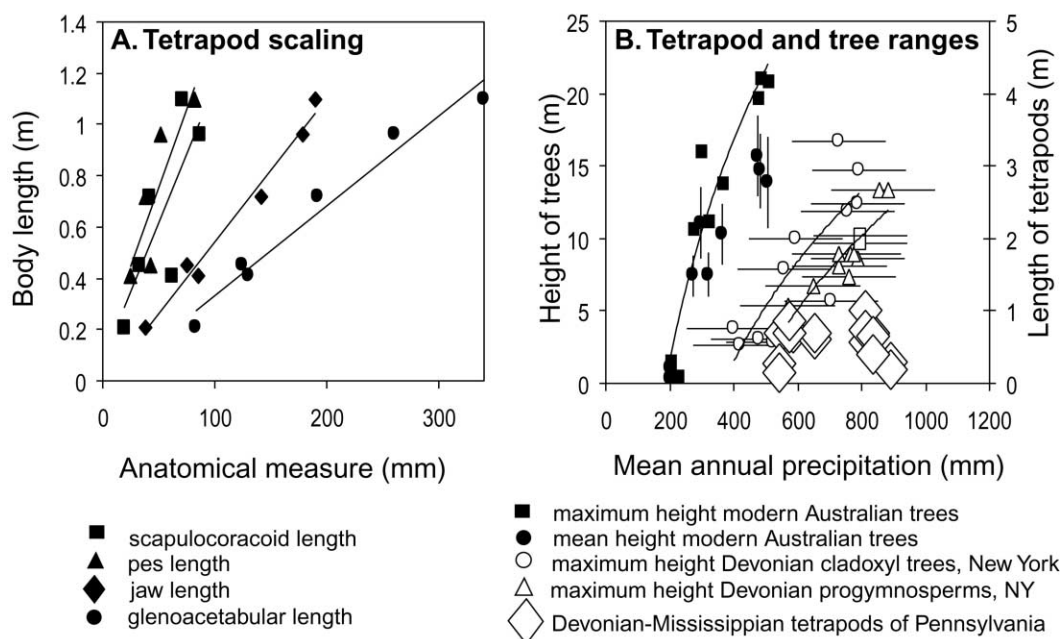 A. Tetrapod scaling
Body length (m)
1.4
1.2
1.0
0.8
0.6
0.4
0.2
0
0
100
200
300
Anatomical measure (mm)
scapulocoracoid length
pes length
jaw length
glenoacetabular length
B. Tetrapod and tree ranges
Height of trees (m)
25
20
15
10
5
0
Length of tetrapods (m)
5
4
3
2
1
0
0
200
400
600
800
1000
1200
Mean annual precipitation (mm)
maximum height modern Australian trees
mean height modern Australian trees
maximum height Devonian cladoxyl trees, New York
maximum height Devonian progymnosperms, NY
Devonian-Mississippian tetrapods of Pennsylvania